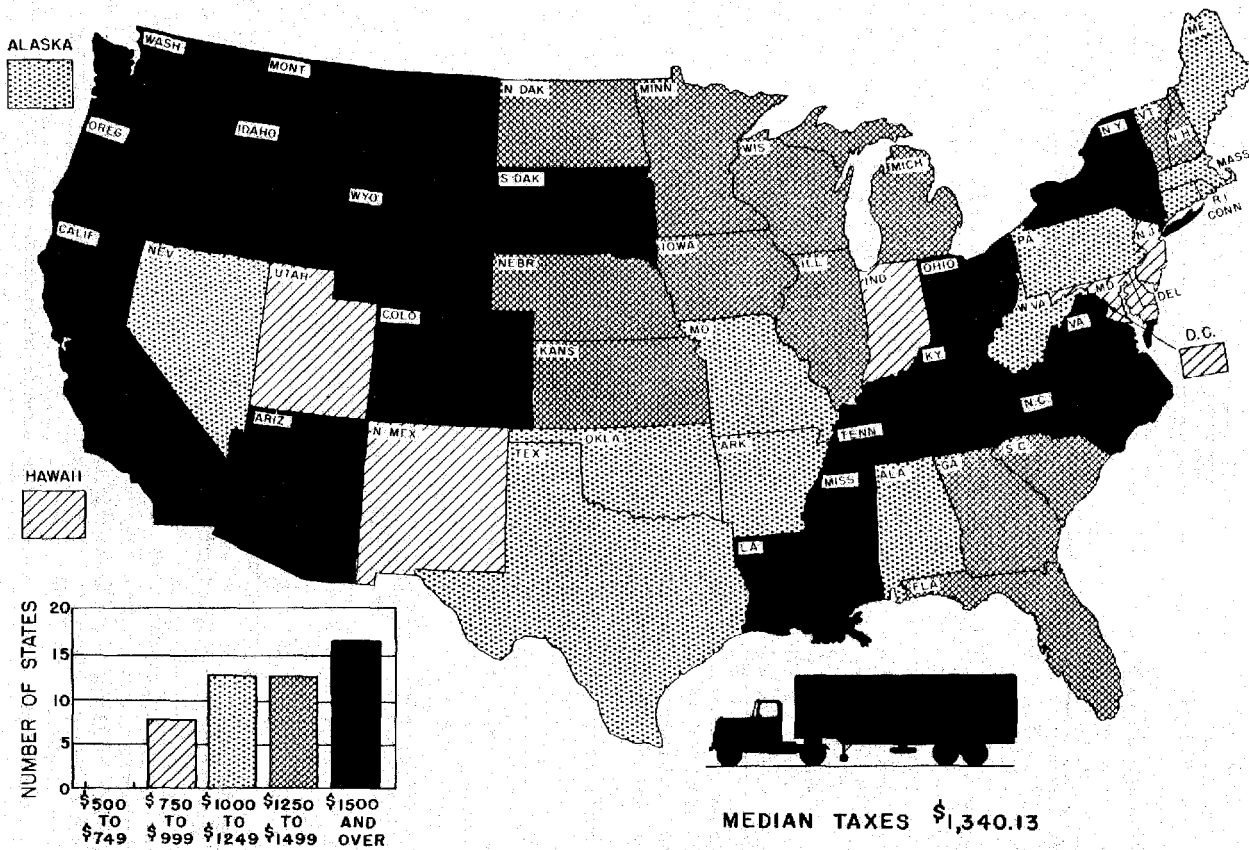 ALASKA
WASH.
MONT.
N DAK
MINN
ME.
OREG.
IDAHO
WIS.
MICH
N.Y.
VT.
N.H.
MASS
R.I.
CONN
WYO.
S DAK
CALIF.
NEV.
UTAH
NEBR
IOWA
ILL
IND
OHIO
PA
N.J.
W.VA.
MD.
DEL
D.C.
COLO.
KANS
MO.
KY.
VA.
N.C.
ARIZ.
N MEX
OKLA
TEX
ARK
TENN.
S.C.
HAWAII
MISS
ALA
GA.
LA.
FLA.
NUMBER OF STATES
20
15
10
5
0
$500 TO $749
$750 TO $999
$1000 TO $1249
$1250 TO $1499
$1500 AND OVER
MEDIAN TAXES $1,340.13